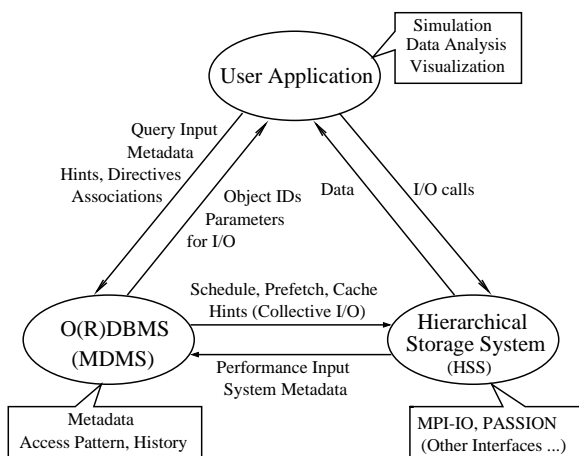 Simulation
Data Analysis
Visualization
User Application
Query Input
Metadata
Hints, Directives
Associations
Object IDs
Parameters
for I/O
Data
I/O calls
Schedule, Prefetch, Cache
Hints (Collective I/O)
O(R)DBMS
(MDMS)
Hierarchical
Storage System
(HSS)
Performance Input
System Metadata
Metadata
Access Pattern, History
MPI-IO, PASSION
(Other Interfaces ...)